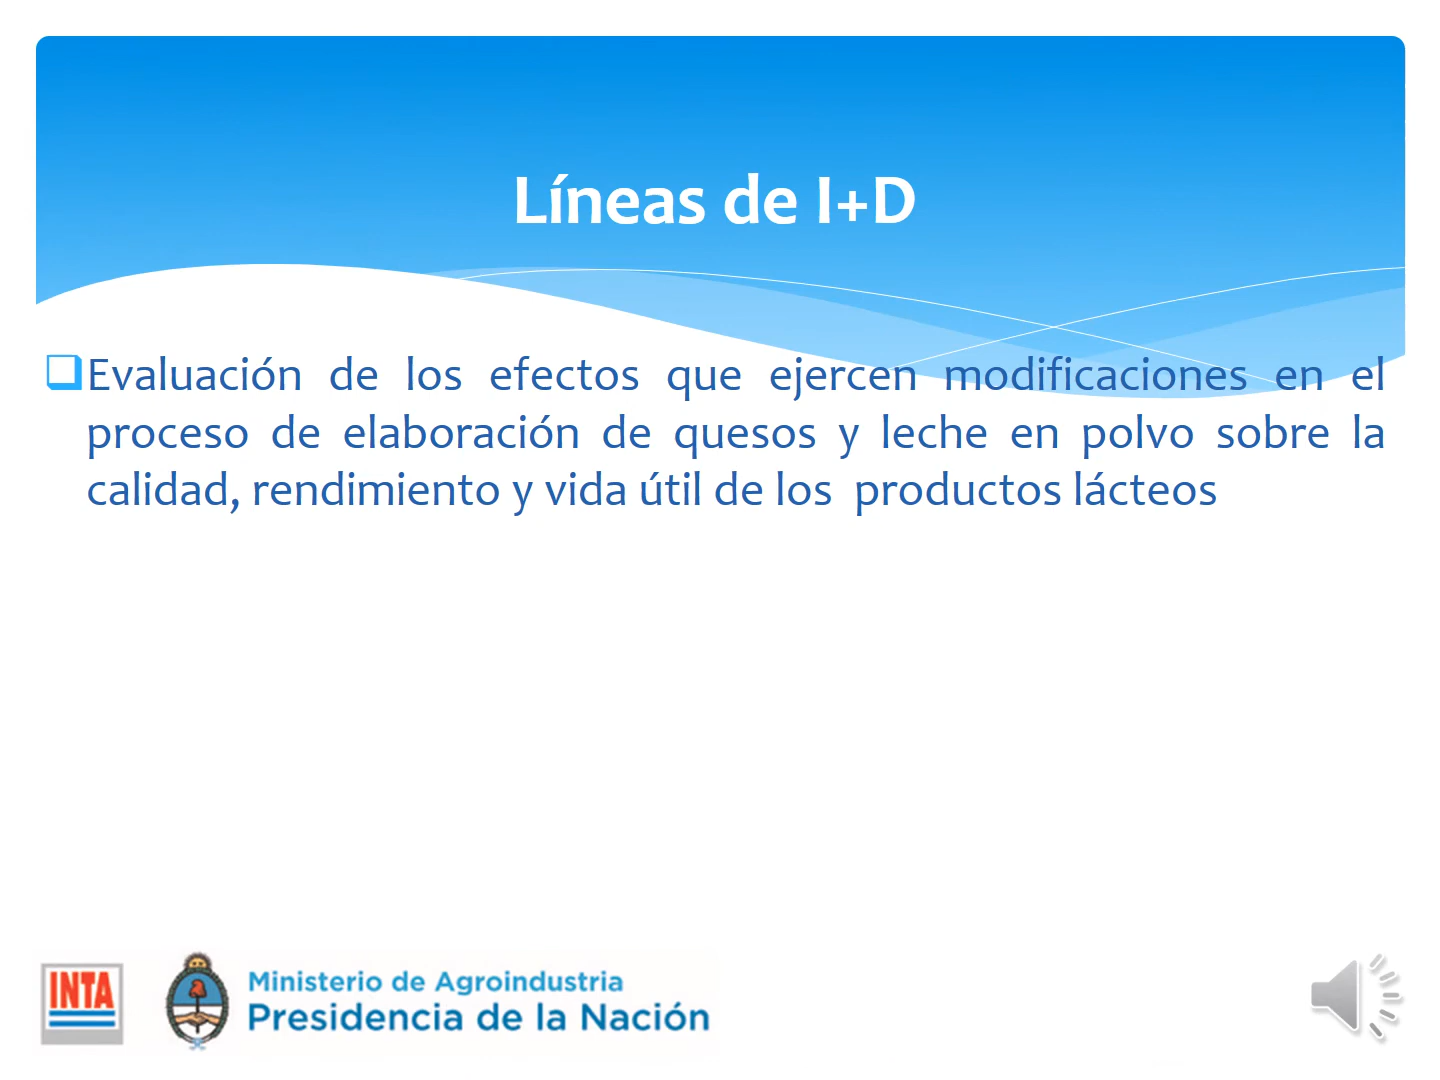 Líneas de I+D
Evaluación de los efectos que ejercen modificaciones en el
proceso de elaboración de quesos y leche en polvo sobre la
calidad, rendimiento y vida útil de los  productos lácteos
INTA
Ministerio de Agroindustria
Presidencia de la Nación